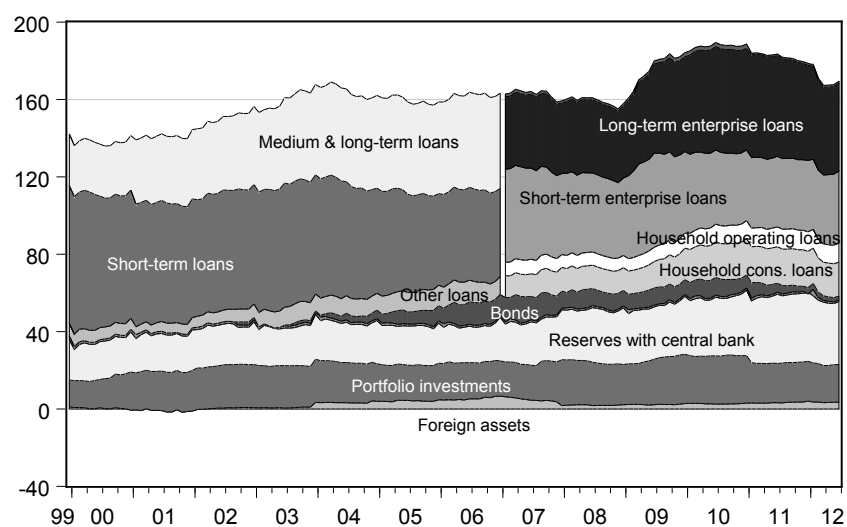 200
160
120
80
40
0
-40
Long-term enterprise loans
Medium & long-term loans
Short-term enterprise loans
Household operating loans
Short-term loans
Household cons. loans
Other loans
Bonds
Reserves with central bank
Portfolio investments
Foreign assets
99 00 01 02 03 04 05 06 07 08 09 10 11 12